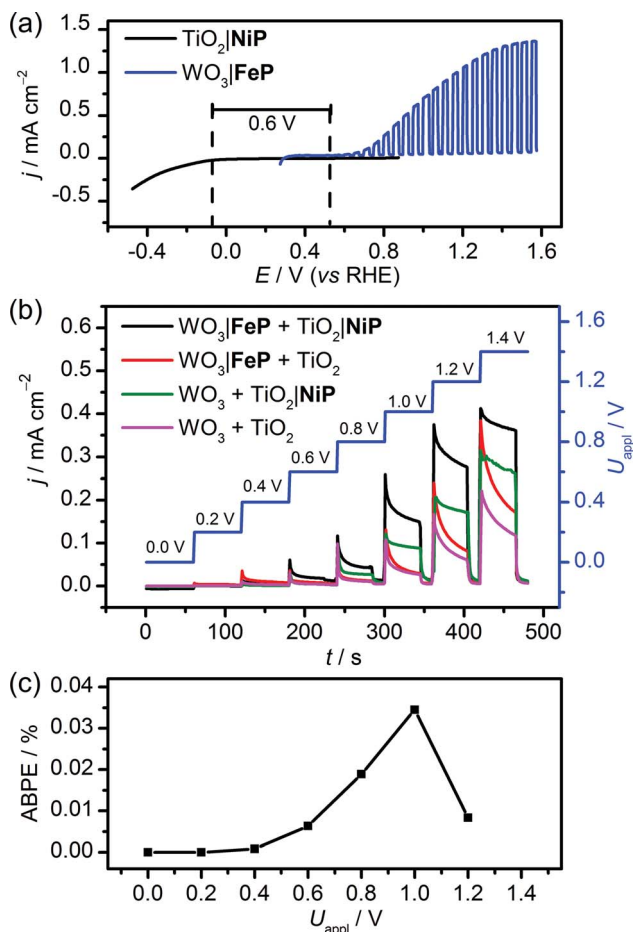 (a)
TiO₂|NiP
WO₃|FeP
0.6 V
j / mA cm⁻²
1.5
1.0
0.5
0.0
-0.5
-0.4 0.0 0.4 0.8 1.2 1.6
E / V (vs RHE)
(b)
WO₃|FeP + TiO₂|NiP
WO₃|FeP + TiO₂
WO₃ + TiO₂|NiP
WO₃ + TiO₂
0.0 V 0.2 V 0.4 V 0.6 V 0.8 V 1.0 V 1.2 V 1.4 V
j / mA cm⁻²
0.6
0.5
0.4
0.3
0.2
0.1
0.0
1.6
1.2
0.8
0.4
0.0
U appl / V
0 100 200 300 400 500
t / s
(c)
ABPE / %
0.04
0.03
0.02
0.01
0.00
0.0 0.2 0.4 0.6 0.8 1.0 1.2 1.4
U appl / V